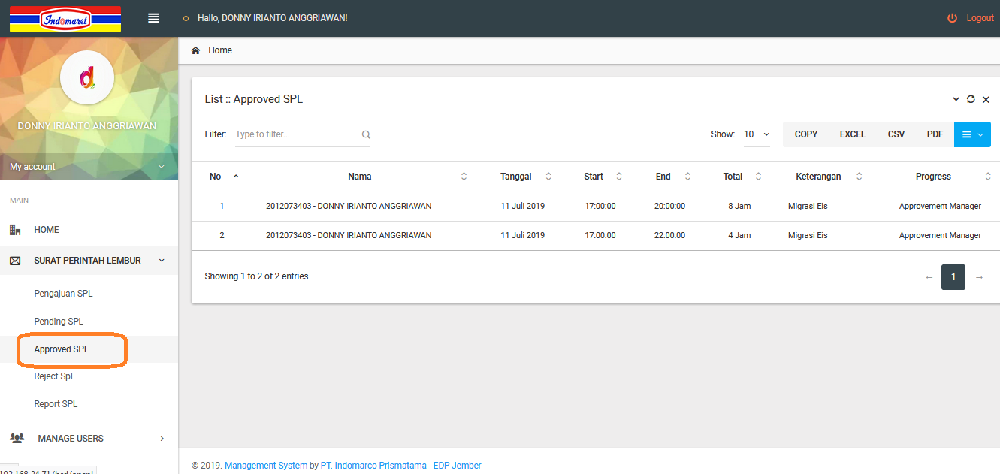 Indomaret
Hallo, DONNY IRIANTO ANGGRIAWAN!
Logout
DONNY IRIANTO ANGGRIAWAN
My account
MAIN
HOME
SURAT PERINTAH LEMBUR
Pengajuan SPL
Pending SPL
Approved SPL
Reject Spl
Report SPL
MANAGE USERS
Home
List :: Approved SPL
Filter: Type to filter... Show: 10 COPY EXCEL CSV PDF
No Nama Tanggal Start End Total Keterangan Progress
1 2012073403 - DONNY IRIANTO ANGGRIAWAN 11 Juli 2019 17:00:00 20:00:00 8 Jam Migrasi Eis Approvement Manager
2 2012073403 - DONNY IRIANTO ANGGRIAWAN 11 Juli 2019 17:00:00 22:00:00 4 Jam Migrasi Eis Approvement Manager
Showing 1 to 2 of 2 entries
← 1 →
© 2019. Management System by PT. Indomarco Prismatama - EDP Jember